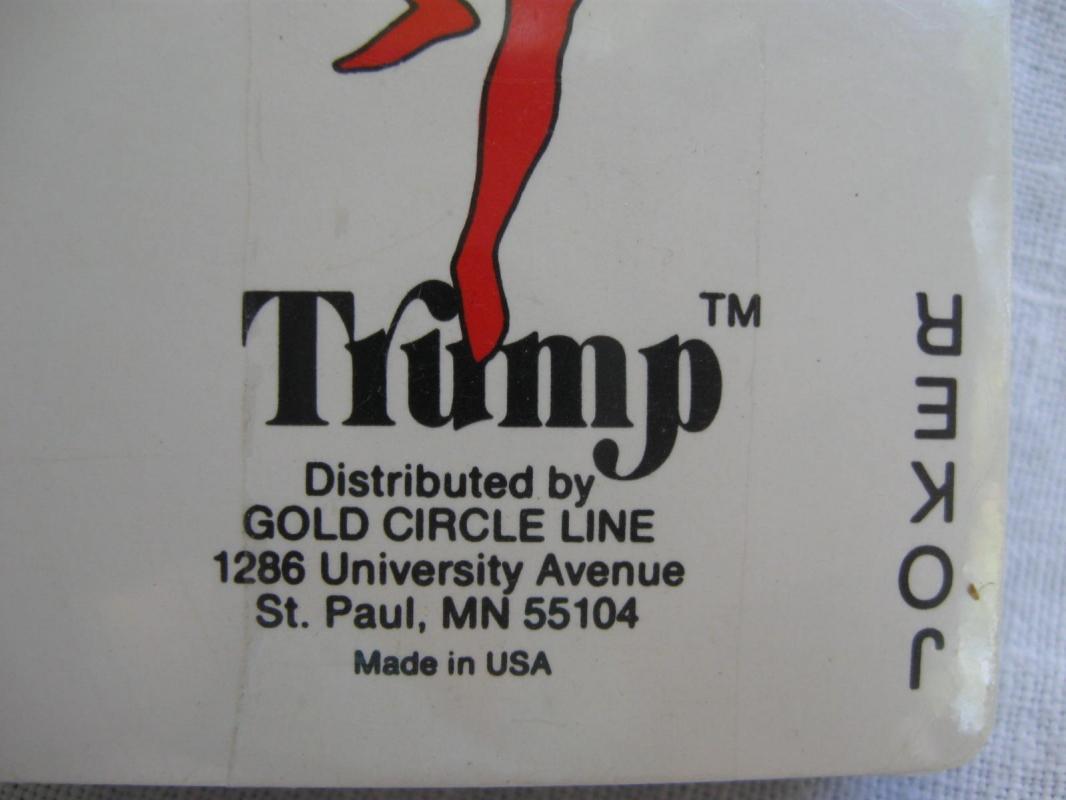 Trump™
Distributed by
GOLD CIRCLE LINE
1286 University Avenue
St. Paul, MN 55104
Made in USA
JOKER